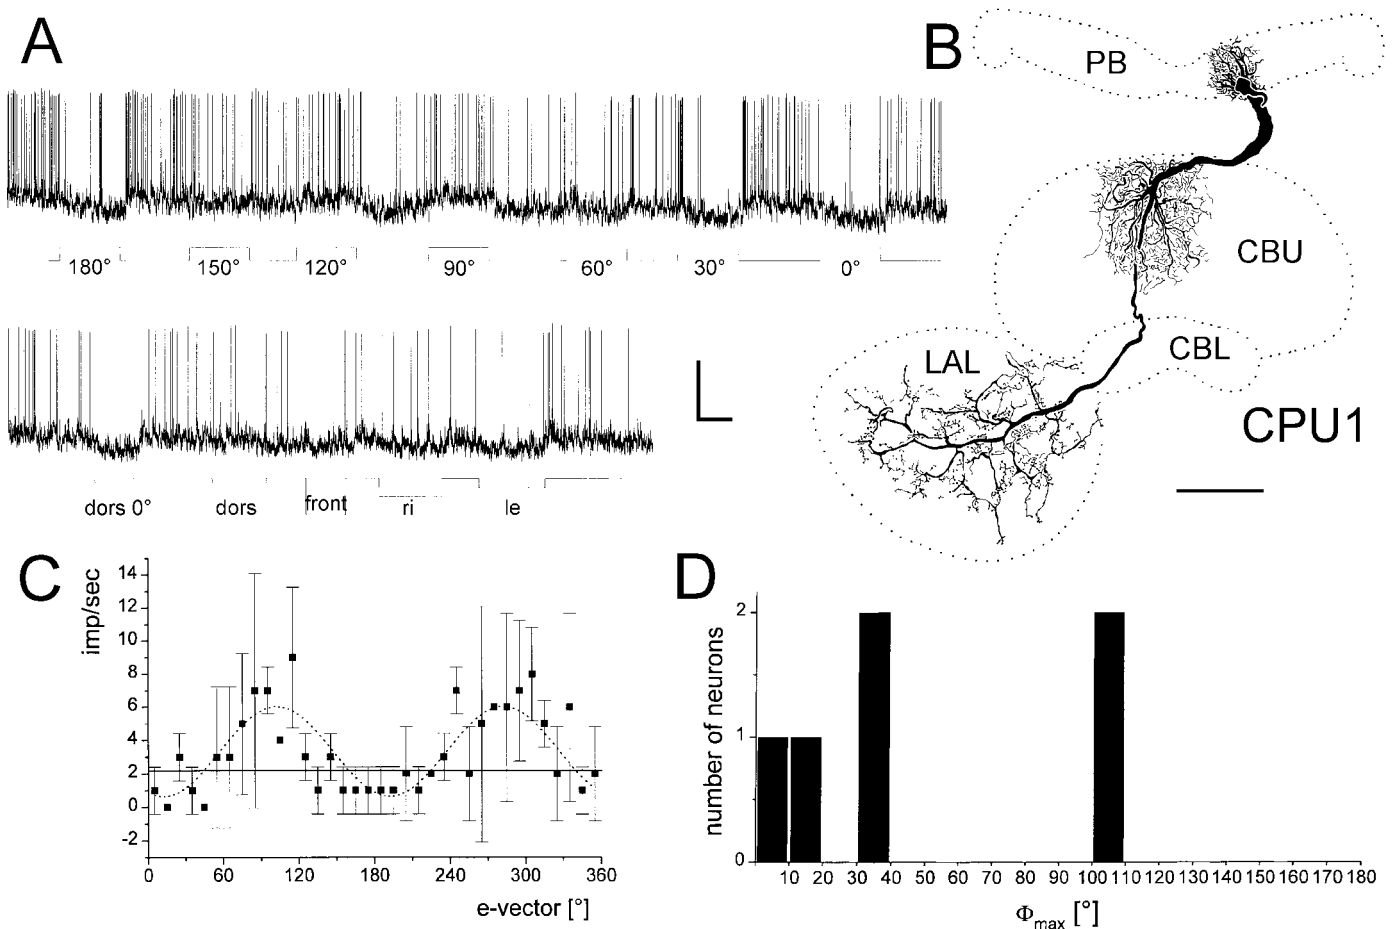 A
180° 150° 120° 90° 60° 30° 0°
dors 0° dors front ri le
B
PB
CBU
CBL
LAL
CPU1
C
imp/sec
14
12
10
8
6
4
2
0
-2
0 60 120 180 240 300 360
e-vector [°]
D
number of neurons
2
1
0
10 20 30 40 50 60 70 80 90 100 110 120 130 140 150 160 170 180
Φmax [°]